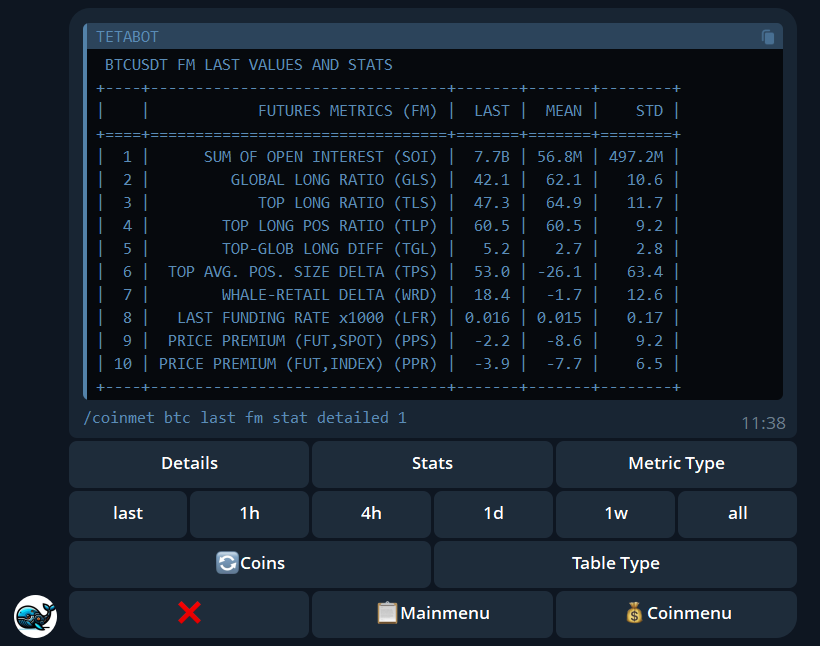 TETABOT
BTCUSDT FM LAST VALUES AND STATS
+----+---------------------------------+-------+-------+--------+
|    |            FUTURES METRICS (FM) |  LAST |  MEAN |    STD |
+====+=================================+=======+=======+========+
|  1 |      SUM OF OPEN INTEREST (SOI) |  7.7B | 56.8M | 497.2M |
|  2 |         GLOBAL LONG RATIO (GLS) |  42.1 |  62.1 |   10.6 |
|  3 |            TOP LONG RATIO (TLS) |  47.3 |  64.9 |   11.7 |
|  4 |        TOP LONG POS RATIO (TLP) |  60.5 |  60.5 |    9.2 |
|  5 |        TOP-GLOB LONG DIFF (TGL) |   5.2 |   2.7 |    2.8 |
|  6 |  TOP AVG. POS. SIZE DELTA (TPS) |  53.0 | -26.1 |   63.4 |
|  7 |        WHALE-RETAIL DELTA (WRD) |  18.4 |  -1.7 |   12.6 |
|  8 |   LAST FUNDING RATE x1000 (LFR) | 0.016 | 0.015 |   0.17 |
|  9 |  PRICE PREMIUM (FUT,SPOT) (PPS) |  -2.2 |  -8.6 |    9.2 |
| 10 | PRICE PREMIUM (FUT,INDEX) (PPR) |  -3.9 |  -7.7 |    6.5 |
+----+---------------------------------+-------+-------+--------+
/coinmet btc last fm stat detailed 1
11:38
Details Stats Metric Type
last 1h 4h 1d 1w all
Coins Table Type
Mainmenu Coinmenu